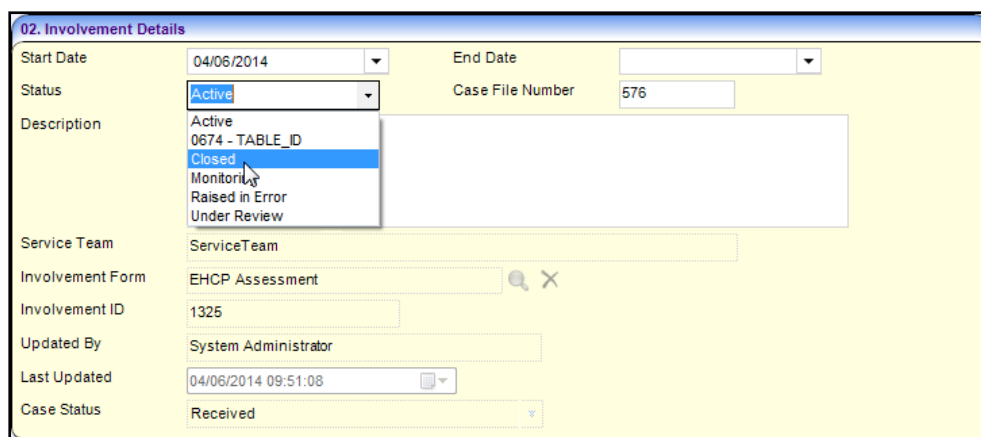 02. Involvement Details
Start Date 04/06/2014 End Date
Status Active Case File Number 576
Description Active
0674 - TABLE_ID
Closed
Monitoring
Raised in Error
Under Review
Service Team ServiceTeam
Involvement Form EHCP Assessment
Involvement ID 1325
Updated By System Administrator
Last Updated 04/06/2014 09:51:08
Case Status Received